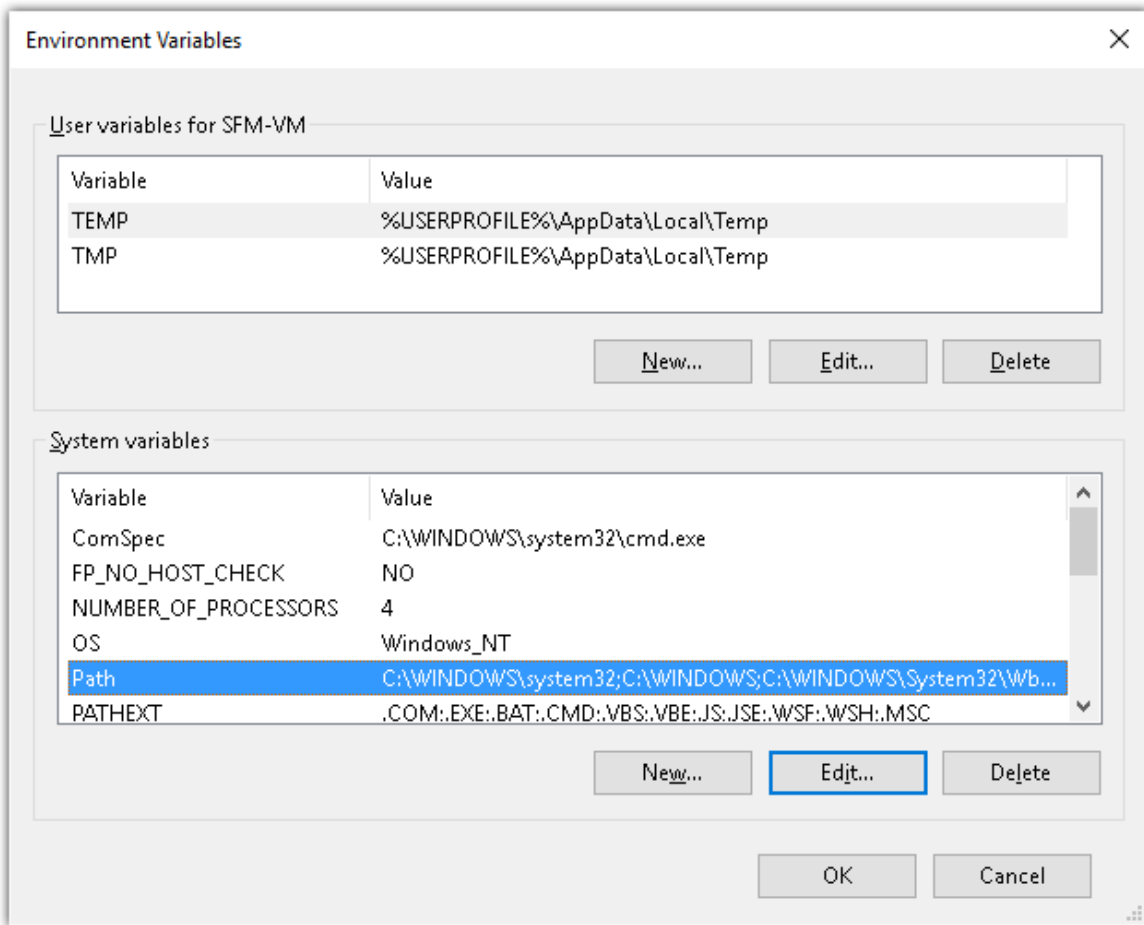 Environment Variables
User variables for SFM-VM
Variable Value
TEMP %USERPROFILE%\AppData\Local\Temp
TMP %USERPROFILE%\AppData\Local\Temp
New... Edit... Delete
System variables
Variable Value
ComSpec C:\WINDOWS\system32\cmd.exe
FP_NO_HOST_CHECK NO
NUMBER_OF_PROCESSORS 4
OS Windows_NT
Path C:\WINDOWS\system32;C:\WINDOWS;C:\WINDOWS\System32\Wb...
PATHEXT .COM;.EXE;.BAT;.CMD;.VBS;.VBE;.JS;.JSE;.WSF;.WSH;.MSC
New... Edit... Delete
OK Cancel